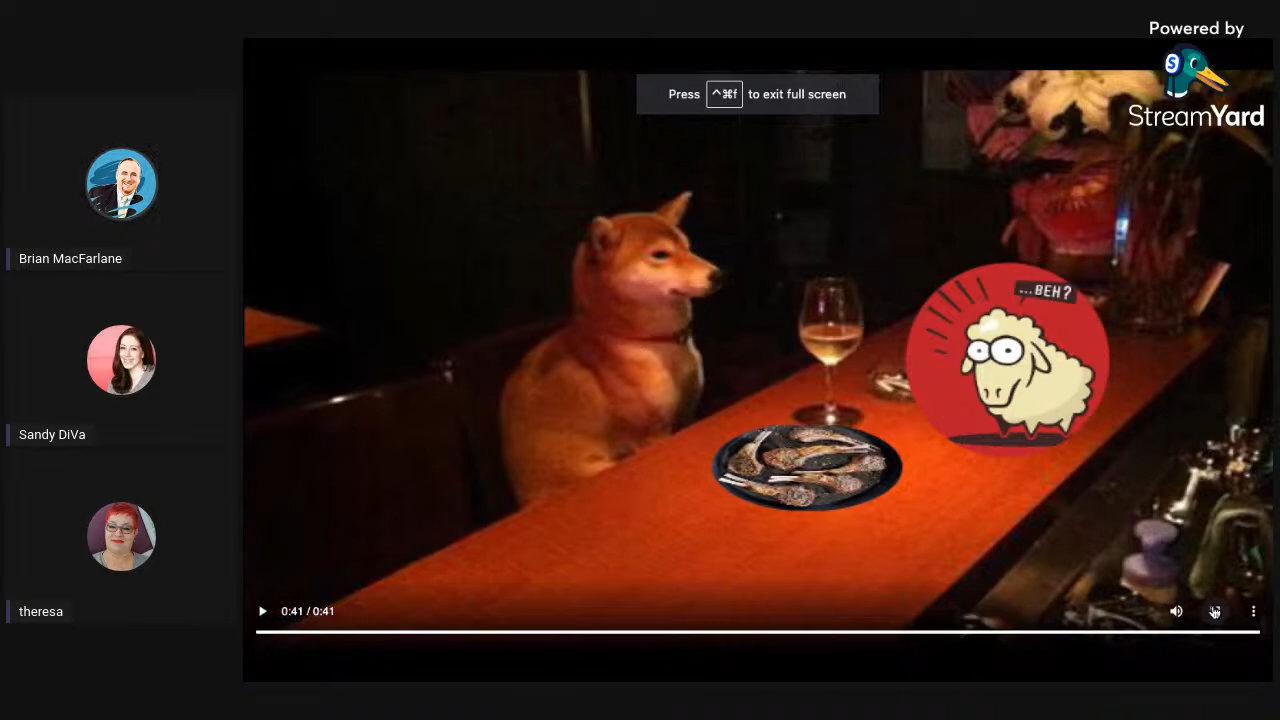 Powered by
S
StreamYard
Press ^⌘f to exit full screen
...BEH?
Brian MacFarlane
Sandy DiVa
theresa
0:41 / 0:41